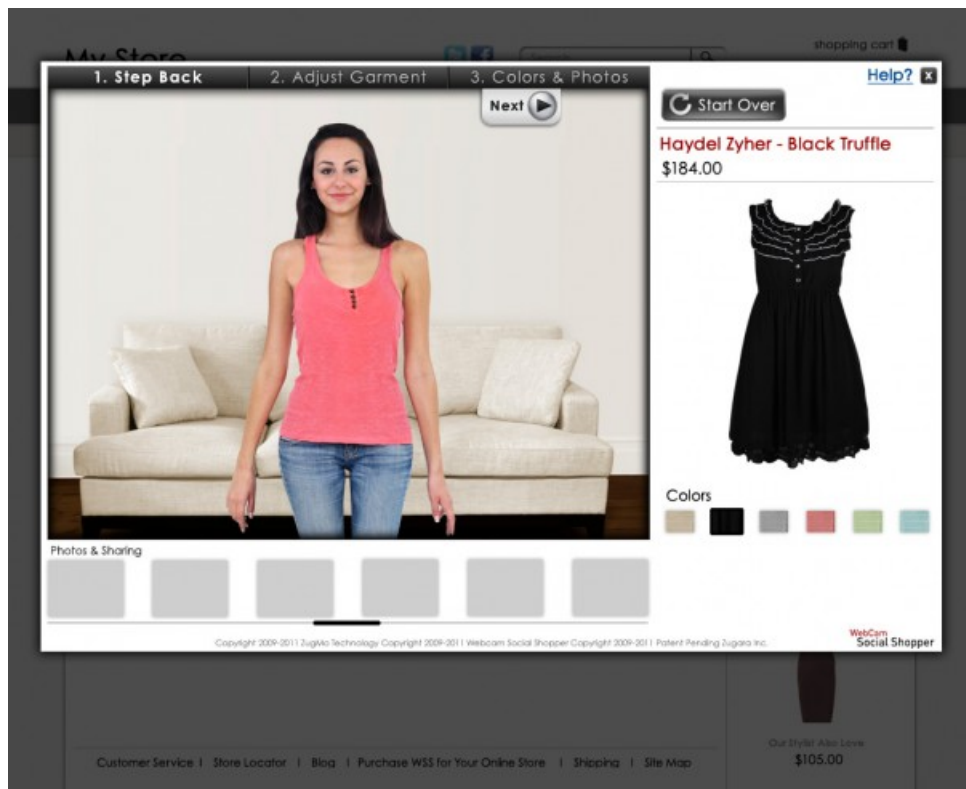 My Store
shopping cart
1. Step Back
2. Adjust Garment
3. Colors & Photos
Help?
X
Next
Start Over
Haydel Zyher - Black Truffle
$184.00
Colors
Photos & Sharing
Copyright 2009-2011 ZugMo Technology Copyright 2009-2011 Webcam Social Shopper Copyright 2009-2011 Patent Pending Zugara Inc.
WebCam
Social Shopper
Our Stylist Also Love
$105.00
Customer Service | Store Locator | Blog | Purchase WSS for Your Online Store | Shipping | Site Map